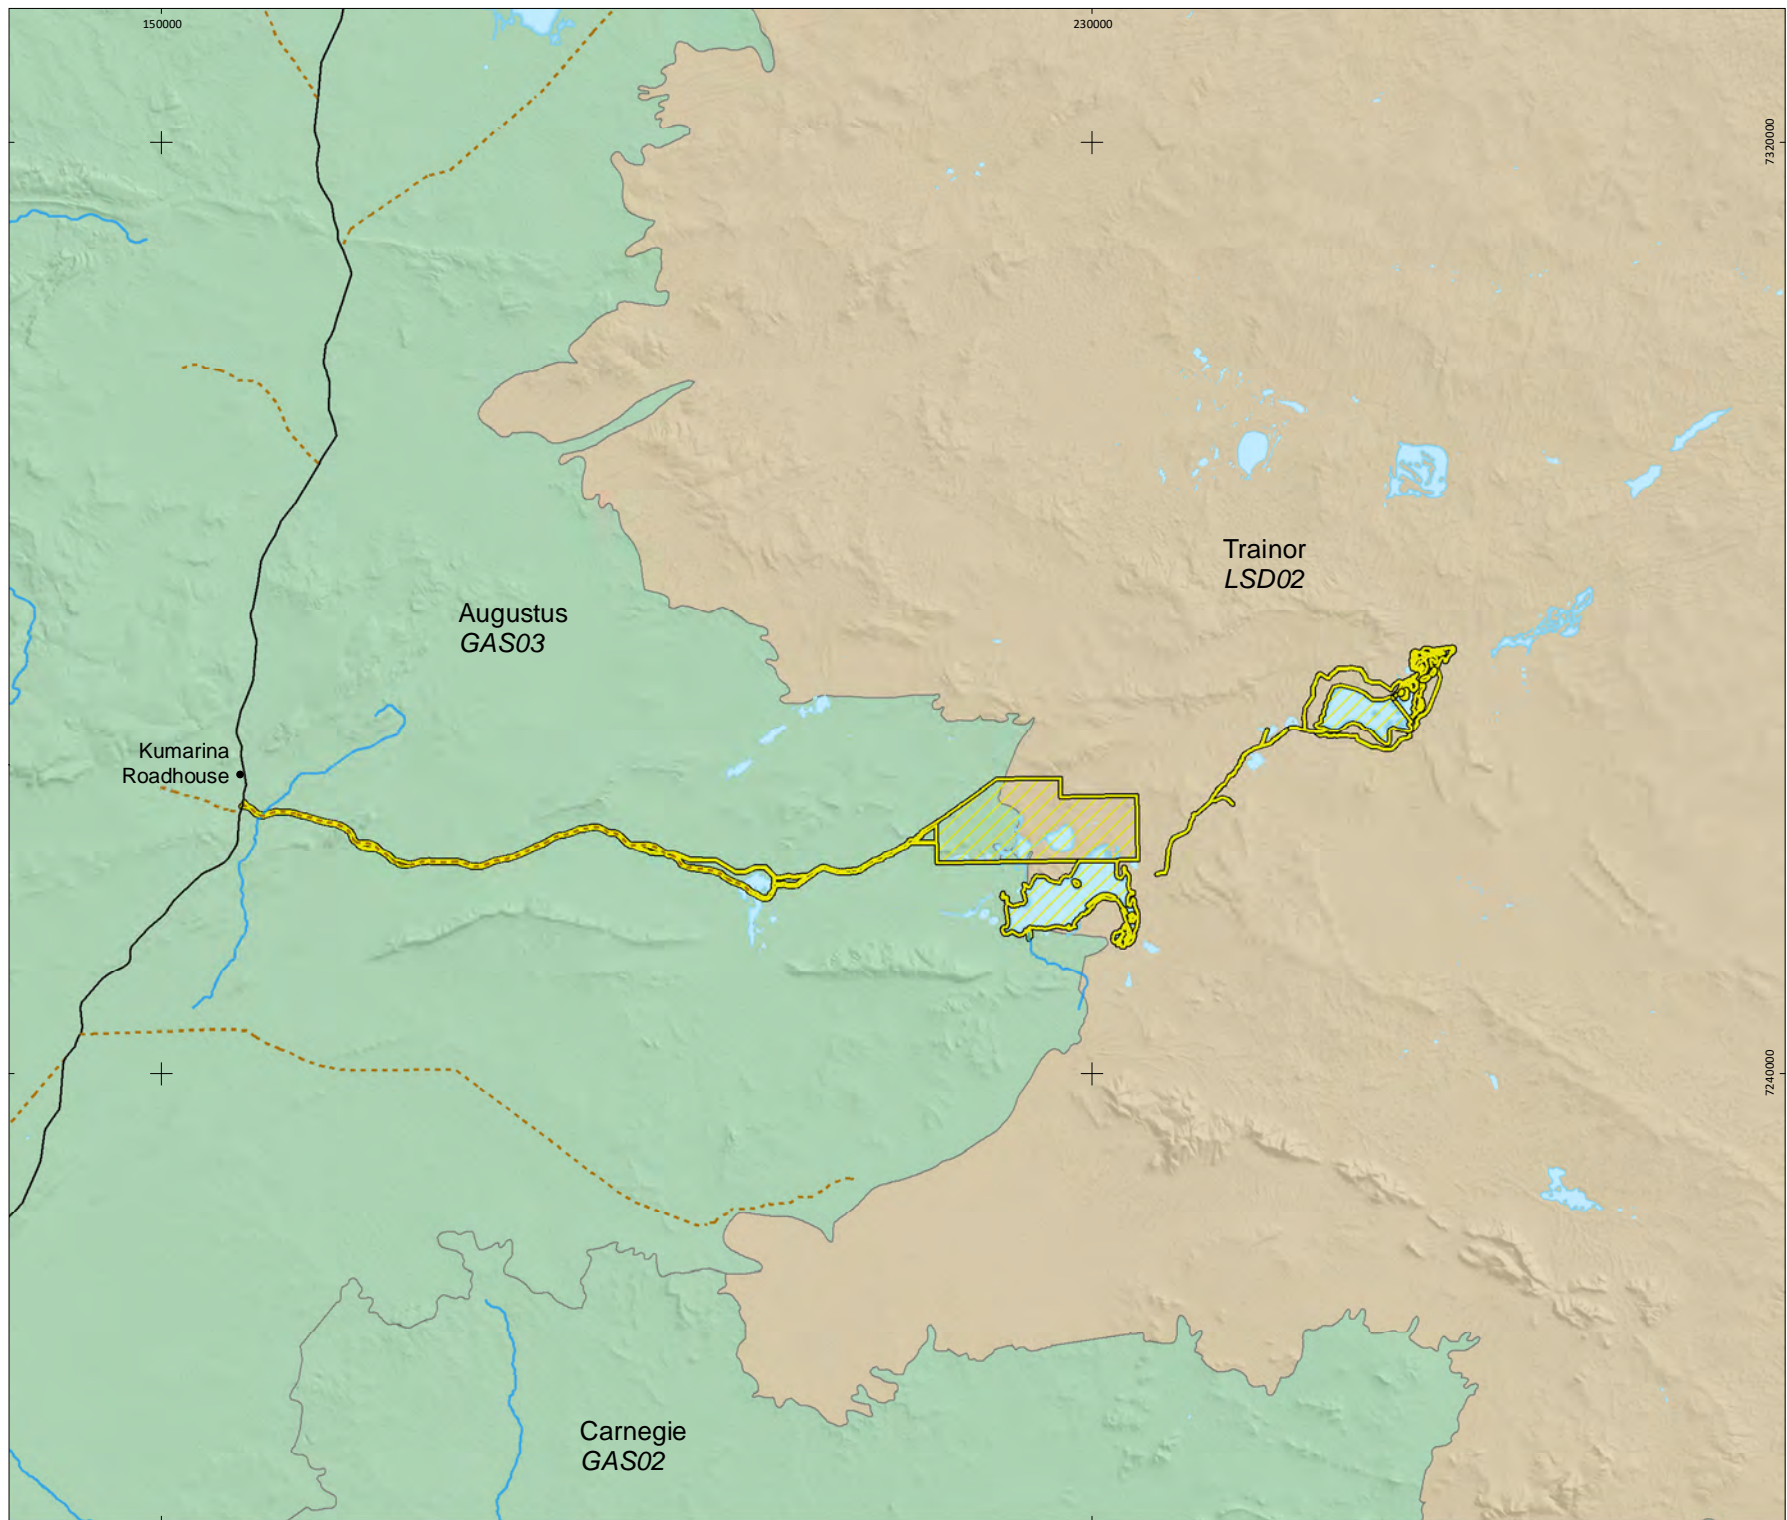 150000
230000
7320000
Trainor
LSD02
Augustus
GAS03
Kumarina
Roadhouse
7240000
Carnegie
GAS02